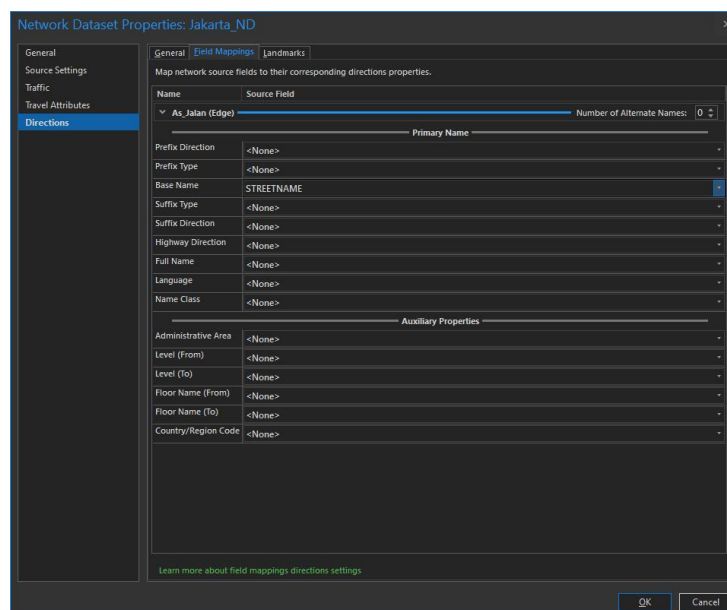 Network Dataset Properties: Jakarta_ND
General
Source Settings
Traffic
Travel Attributes
Directions
General Field Mappings Landmarks
Map network source fields to their corresponding directions properties.
Name Source Field
As_Jalan (Edge) Number of Alternate Names: 0
Primary Name
Prefix Direction <None>
Prefix Type <None>
Base Name STREETNAME
Suffix Type <None>
Suffix Direction <None>
Highway Direction <None>
Full Name <None>
Language <None>
Name Class <None>
Auxiliary Properties
Administrative Area <None>
Level (From) <None>
Level (To) <None>
Floor Name (From) <None>
Floor Name (To) <None>
Country/Region Code <None>
Learn more about field mappings directions settings
OK Cancel